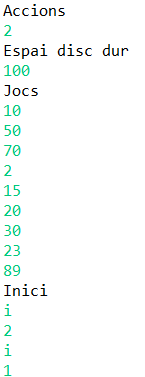 Accions
2
Espai disc dur
100
Jocs
10
50
70
2
15
20
30
23
89
Inici
i
2
i
1